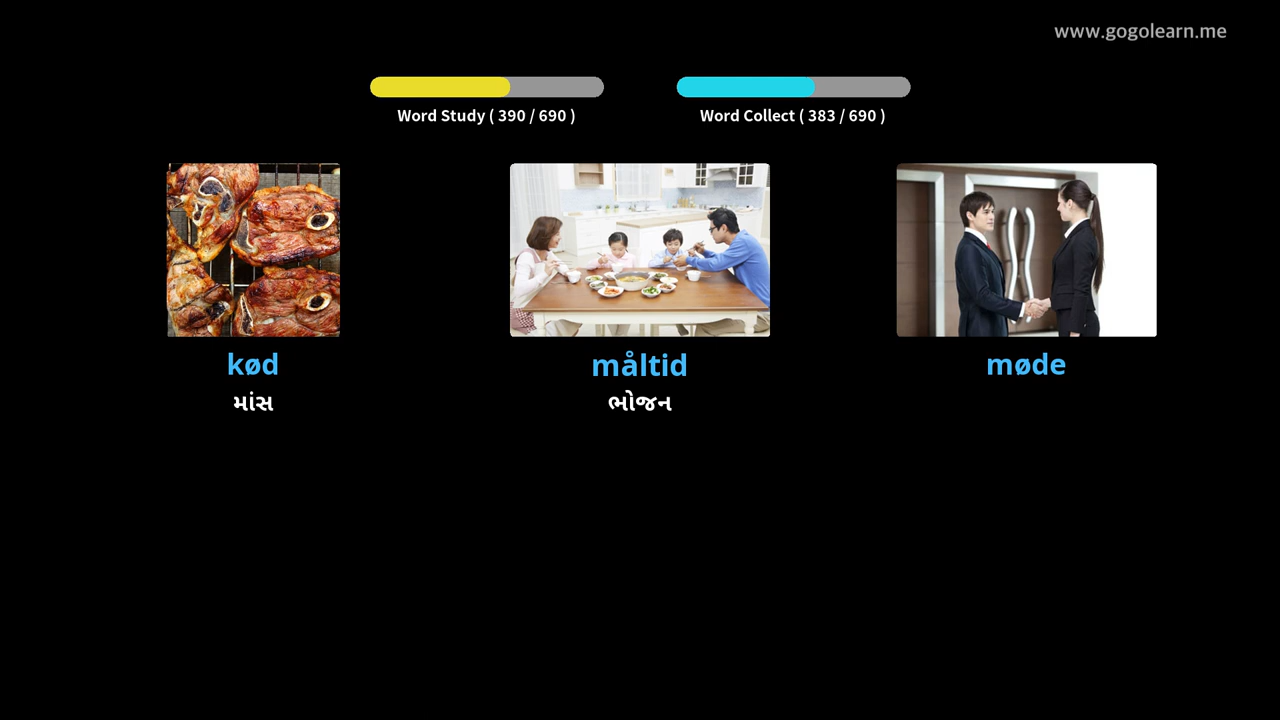 www.gogolearn.me
Word Study ( 390 / 690 )
Word Collect ( 383 / 690 )
kød
måltid
møde
માંસ
ભોજન